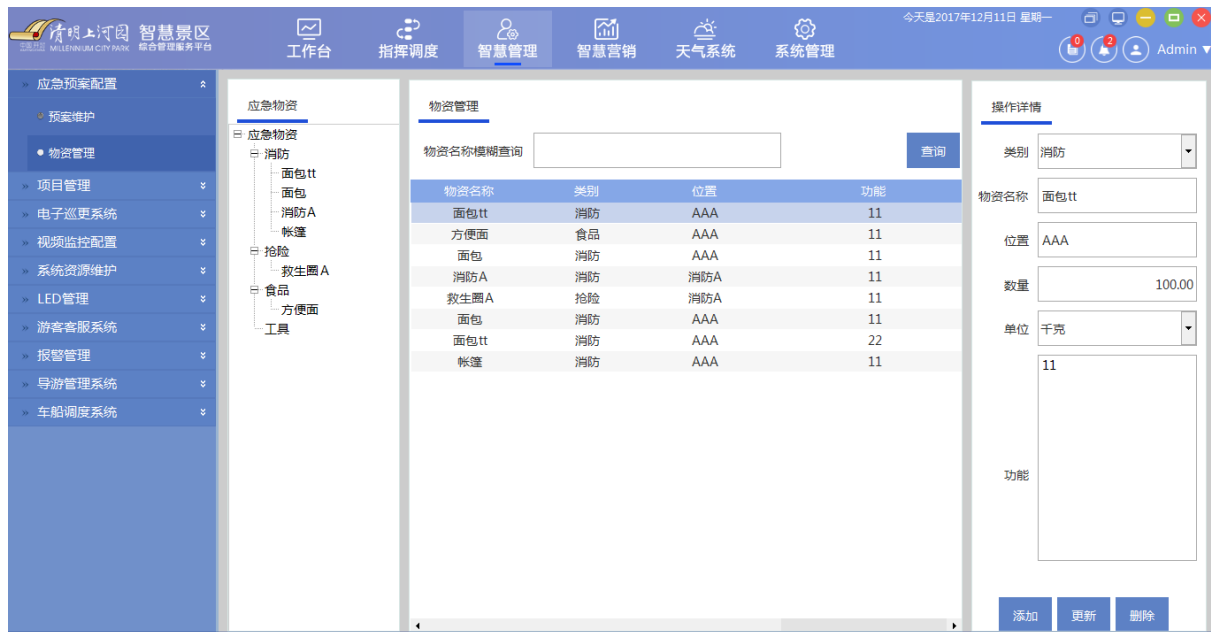 今天是2017年12月11日 星期一
清明上河园 智慧景区
中国·开封 MILLENNIUM CITY PARK 综合管理服务平台
工作台 指挥调度 智慧管理 智慧营销 天气系统 系统管理
0 2 Admin
应急预案配置
预案维护
物资管理
项目管理
电子巡更系统
视频监控配置
系统资源维护
LED管理
游客客服系统
报警管理
导游管理系统
车船调度系统
应急物资
应急物资
消防
面包tt
面包
消防A
帐篷
抢险
救生圈A
食品
方便面
工具
物资管理
物资名称模糊查询 查询
物资名称 类别 位置 功能
面包tt 消防 AAA 11
方便面 食品 AAA 11
面包 消防 AAA 11
消防A 消防 消防A 11
救生圈A 抢险 消防A 11
面包 消防 AAA 11
面包tt 消防 AAA 22
帐篷 消防 AAA 11
操作详情
类别 消防
物资名称 面包tt
位置 AAA
数量 100.00
单位 千克
功能 11
添加 更新 删除